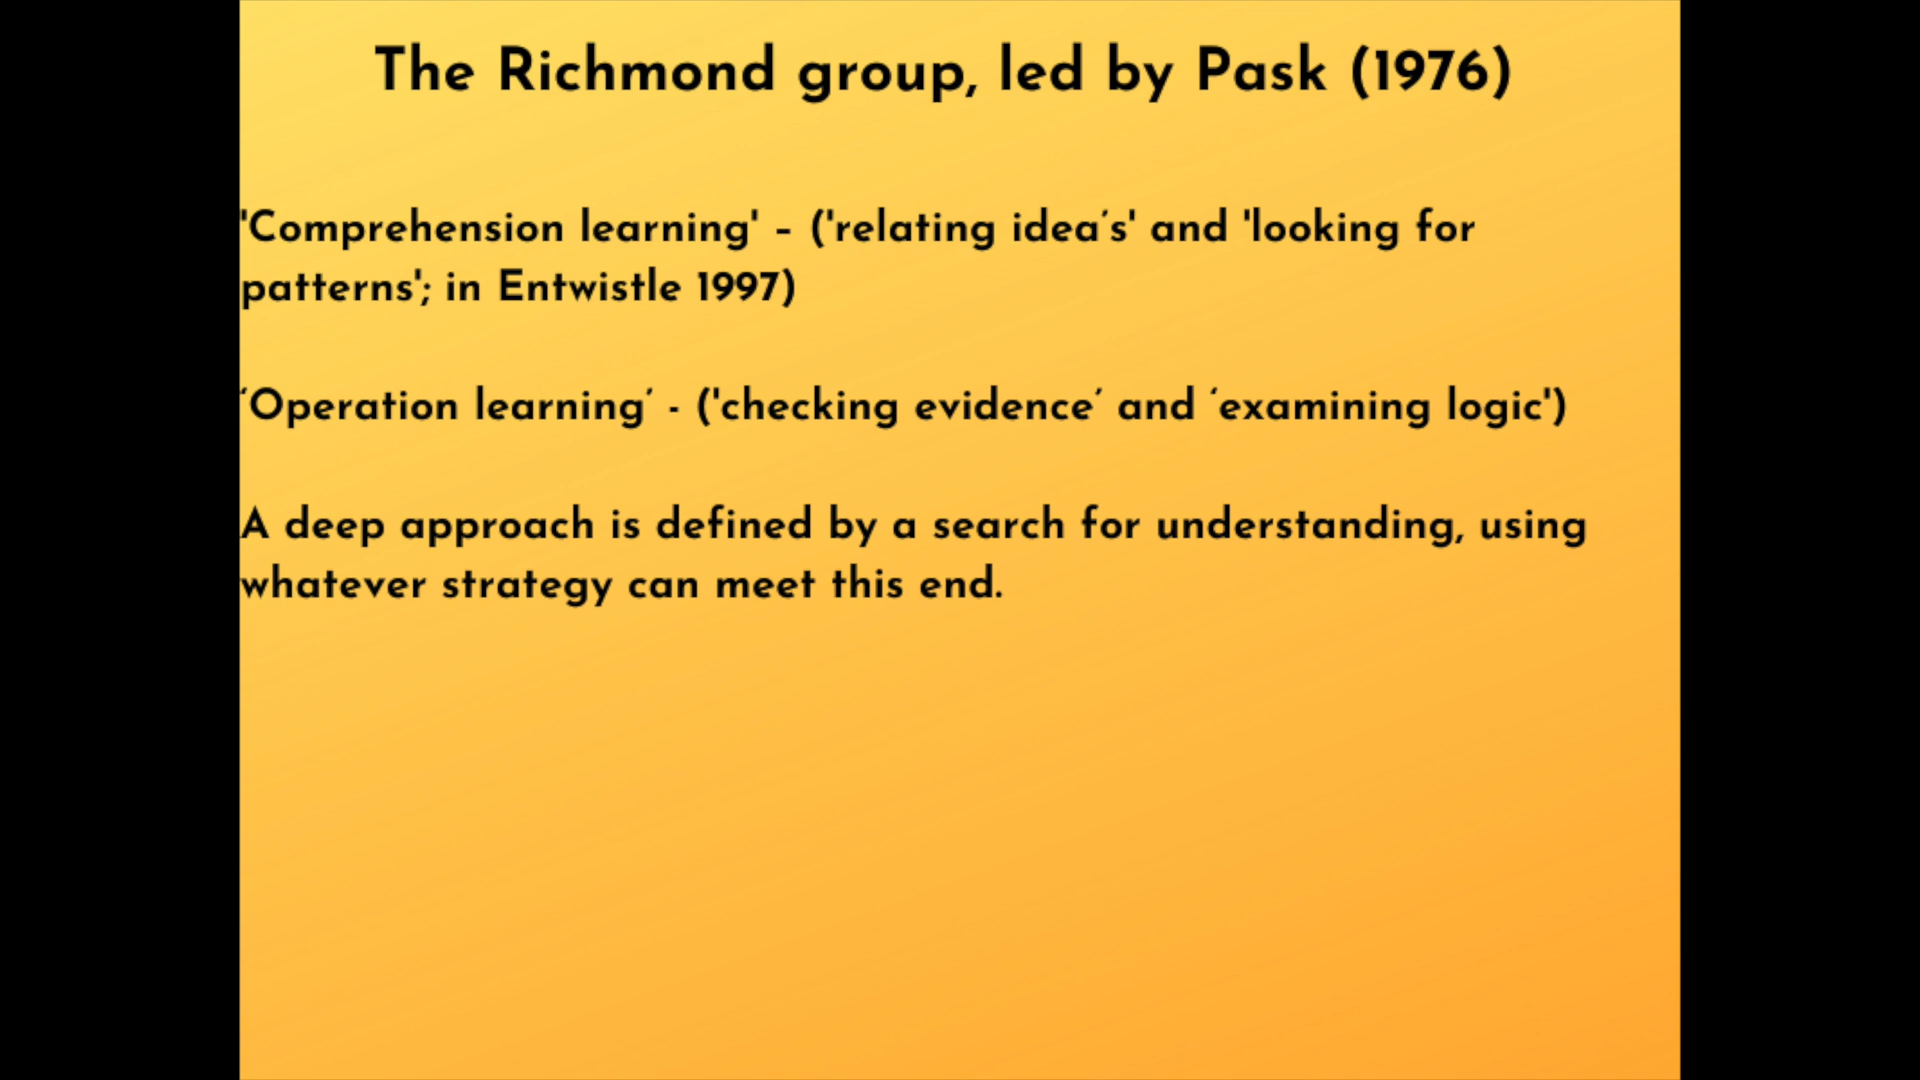 The Richmond group, led by Pask (1976)
'Comprehension learning' – ('relating idea’s' and 'looking for
patterns'; in Entwistle 1997)
‘Operation learning’ - ('checking evidence’ and ‘examining logic')
A deep approach is defined by a search for understanding, using
whatever strategy can meet this end.